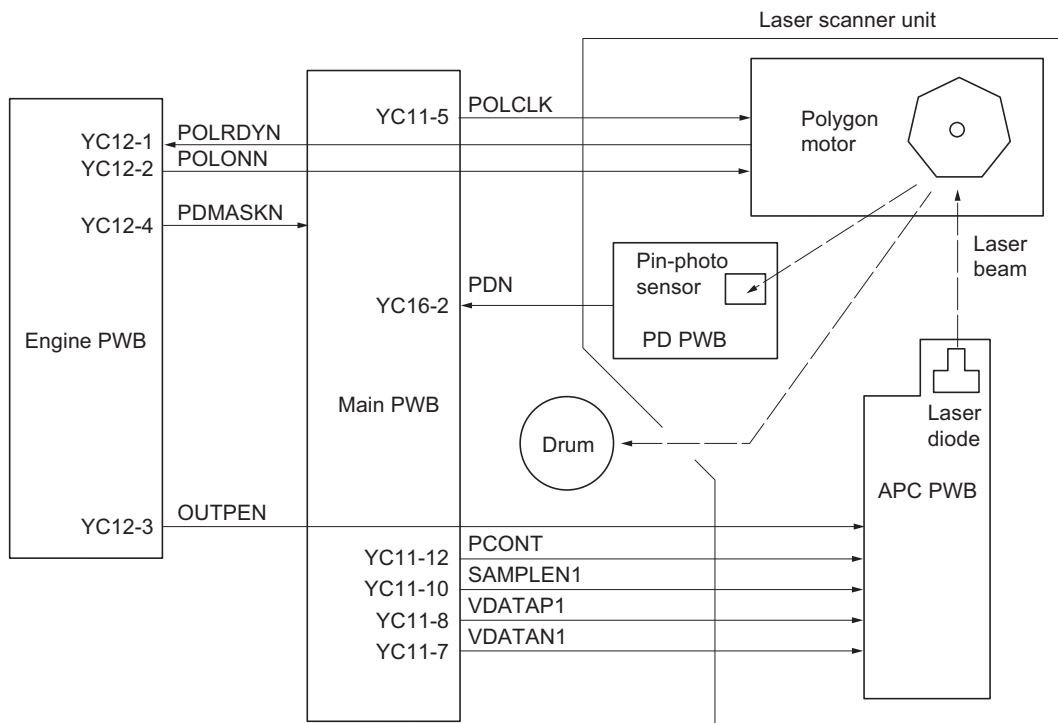 Laser scanner unit
YC11-5
POLCLK
YC12-1
POLRDYN
YC12-2
POLONN
Polygon
motor
YC12-4
PDMASKN
Laser
beam
Pin-photo
sensor
PDN
YC16-2
PD PWB
Engine PWB
Main PWB
Laser
diode
Drum
APC PWB
YC12-3
OUTPEN
YC11-12
PCONT
YC11-10
SAMPLEN1
YC11-8
VDATAP1
YC11-7
VDATAN1